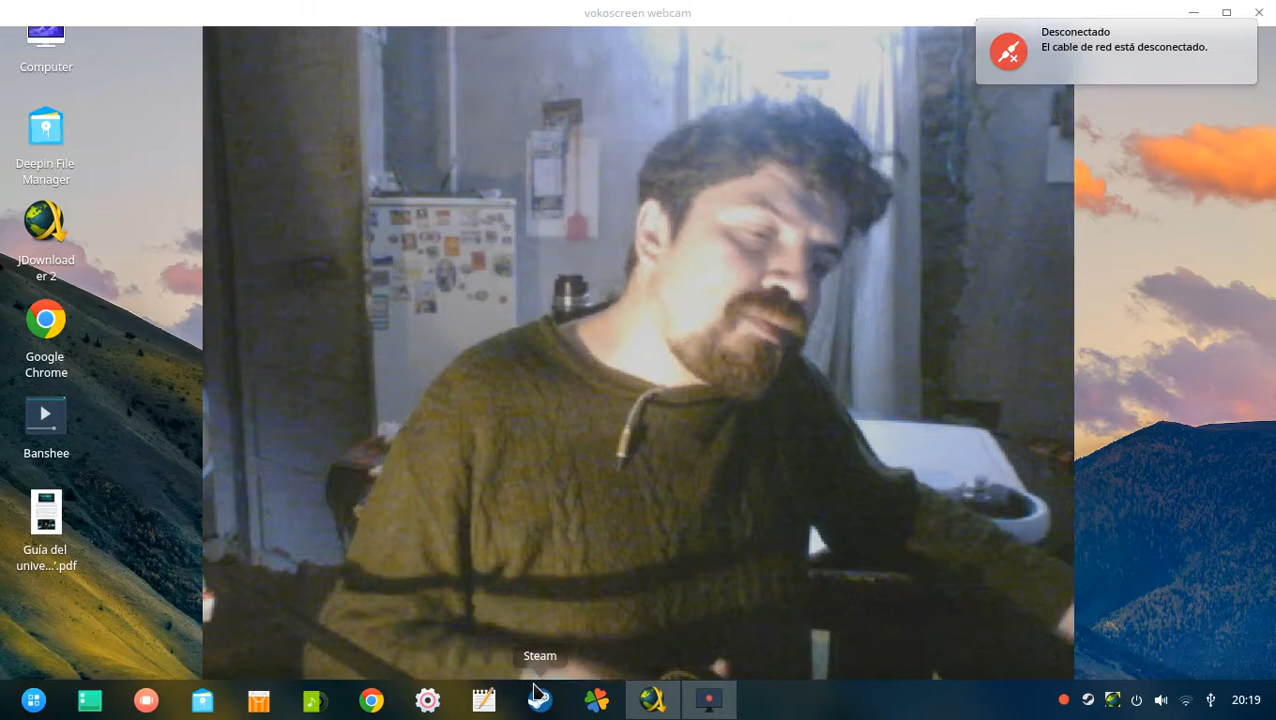 vokoscreen webcam
Desconectado
El cable de red está desconectado.
Computer
Deepin File
Manager
JDownload
er 2
Google
Chrome
Banshee
Guía del
unive...'.pdf
Steam
20:19